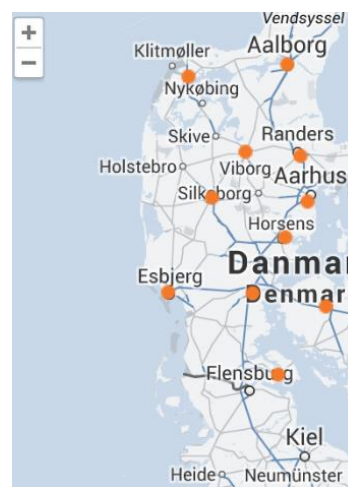 +
Vendsyssel
Aalborg
−
Klitmøller
Nykøbing
Skive
Randers
Holstebro
Viborg
Aarhus
Silkeborg
Horsens
Danmar
Esbjerg
Denmar
Flensburg
Kiel
Heide
Neumünster